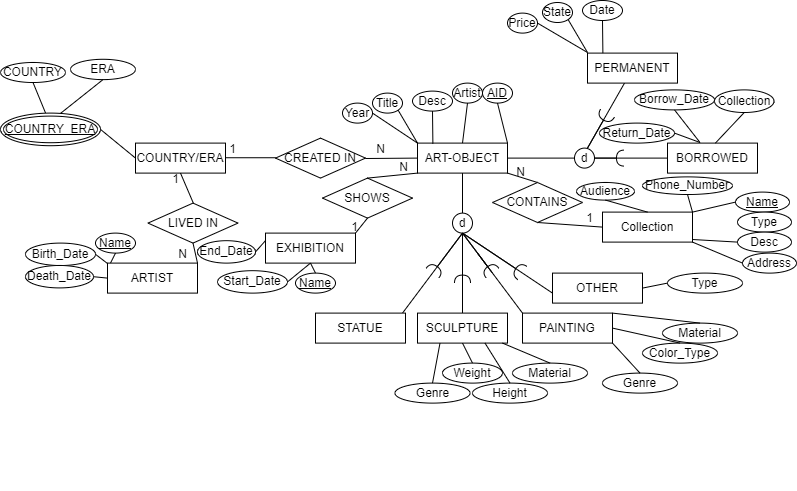 Price
State
Date
COUNTRY
ERA
PERMANENT
Year
Title
Desc
Artist
AID
Borrow_Date
Collection
COUNTRY_ERA
Return_Date
COUNTRY/ERA
1
CREATED IN
N
ART-OBJECT
d
BORROWED
1
N
N
SHOWS
CONTAINS
Audience
Phone_Number
Name
LIVED IN
1
1
Collection
Type
d
Desc
Name
Birth_Date
N
End_Date
EXHIBITION
Address
Death_Date
ARTIST
Start_Date
Name
OTHER
Type
STATUE
SCULPTURE
PAINTING
Material
Color_Type
Weight
Material
Genre
Height
Genre